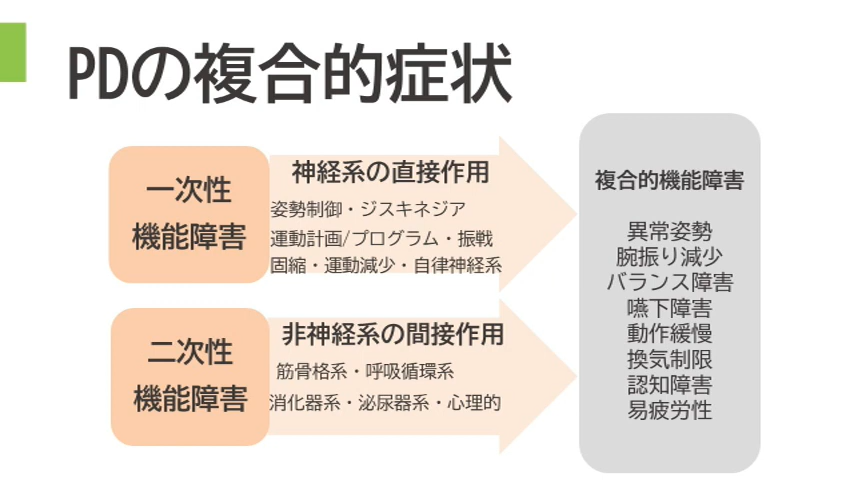 PDの複合的症状
一次性
機能障害
神経系の直接作用
姿勢制御・ジスキネジア
運動計画/プログラム・振戦
固縮・運動減少・自律神経系
二次性
機能障害
非神経系の間接作用
筋骨格系・呼吸循環系
消化器系・泌尿器系・心理的
複合的機能障害
異常姿勢
腕振り減少
バランス障害
嚥下障害
動作緩慢
換気制限
認知障害
易疲労性